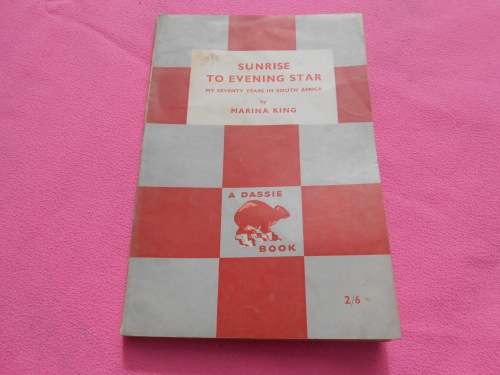 SUNRISE
TO EVENING STAR
MY SEVENTY YEARS IN SOUTH AFRICA
by
MARINA KING
A DASSIE
BOOK
2/6